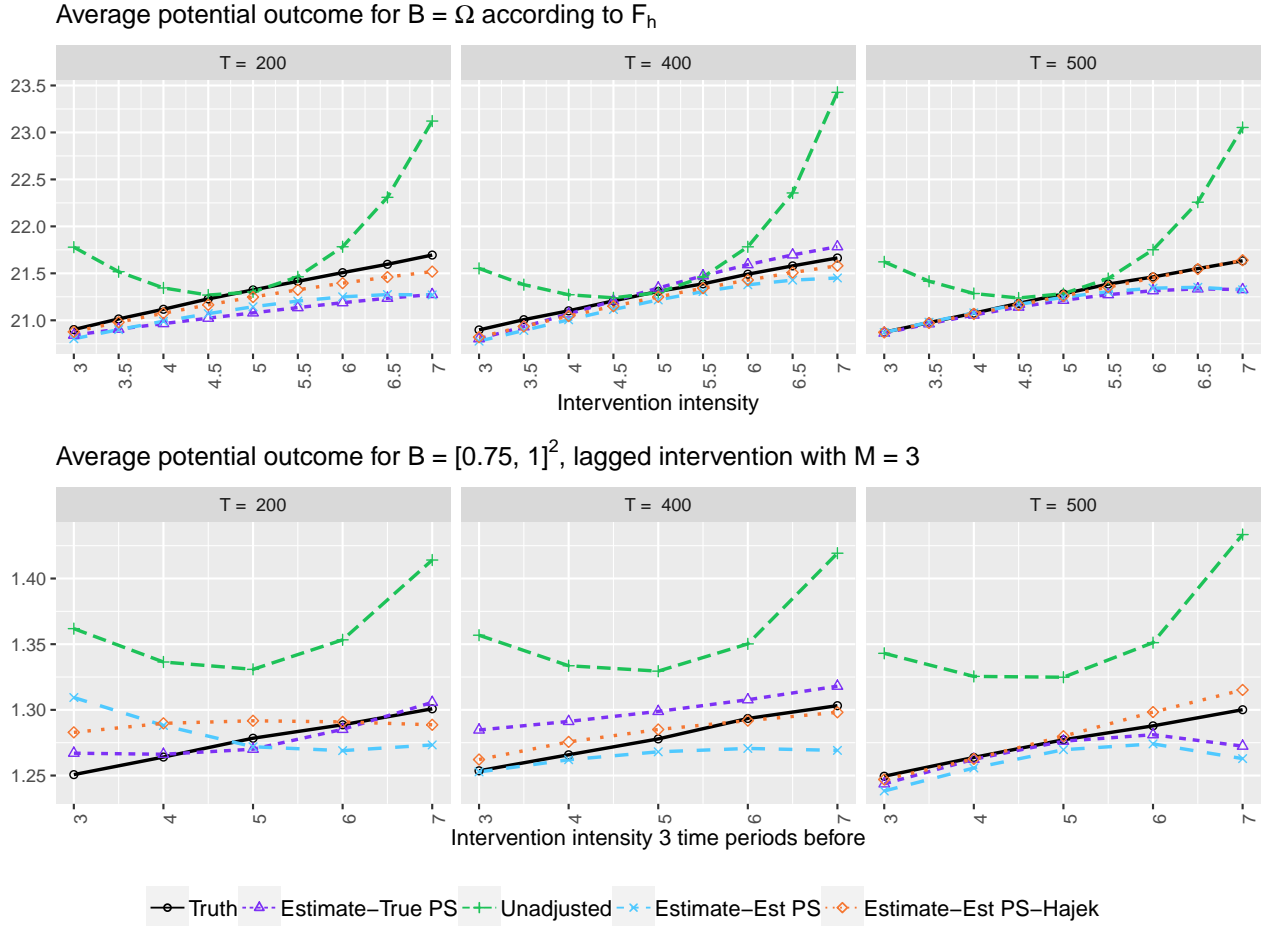 Average potential outcome for B = Ω according to Fh
T = 200
T = 400
T = 500
23.5
23.0
22.5
22.0
21.5
21.0
3 3.5 4 4.5 5 5.5 6 6.5 7
3 3.5 4 4.5 5 5.5 6 6.5 7
3 3.5 4 4.5 5 5.5 6 6.5 7
Intervention intensity
Average potential outcome for B = [0.75, 1]², lagged intervention with M = 3
T = 200
T = 400
T = 500
1.40
1.35
1.30
1.25
3 4 5 6 7
3 4 5 6 7
3 4 5 6 7
Intervention intensity 3 time periods before
Truth Estimate−True PS Unadjusted Estimate−Est PS Estimate−Est PS−Hajek